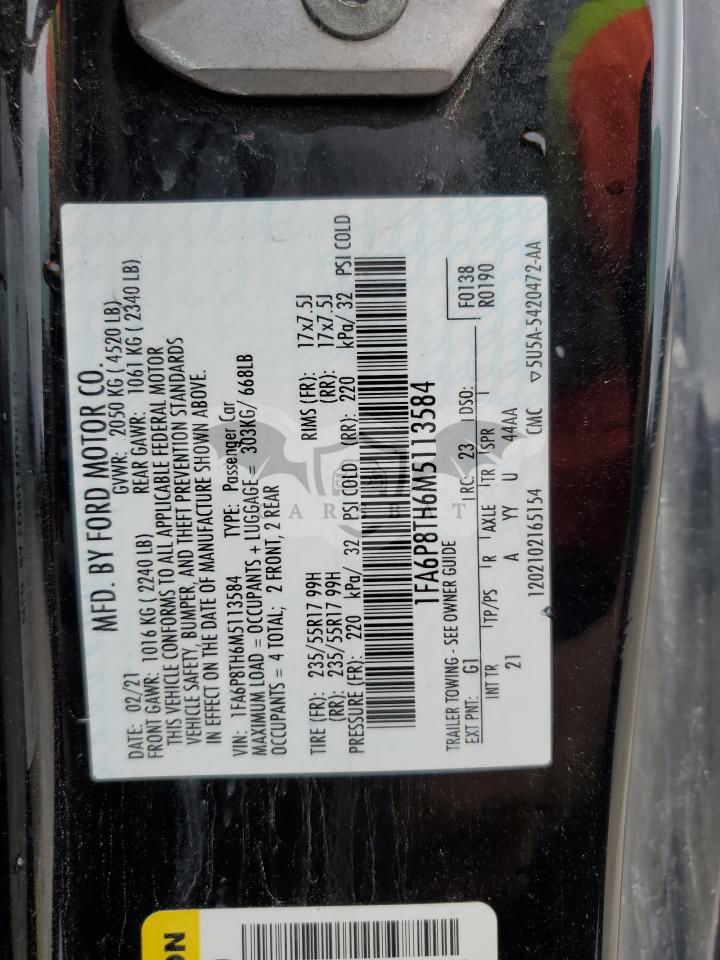 MFD. BY FORD MOTOR CO.
DATE: 02/21 GVWR: 2050 KG ( 4520 LB)
FRONT GAWR: 1016 KG ( 2240 LB) REAR GAWR: 1061 KG ( 2340 LB)
THIS VEHICLE CONFORMS TO ALL APPLICABLE FEDERAL MOTOR
VEHICLE SAFETY, BUMPER, AND THEFT PREVENTION STANDARDS
IN EFFECT ON THE DATE OF MANUFACTURE SHOWN ABOVE.
VIN: 1FA6P8TH6M5113584 TYPE: Passenger Car
MAXIMUM LOAD = OCCUPANTS + LUGGAGE = 303KG/ 668LB
OCCUPANTS = 4 TOTAL; 2 FRONT, 2 REAR
TIRE (FR): 235/55R17 99H RIMS (FR): 17x7.5J
(RR): 235/55R17 99H (RR): 17x7.5J
PRESSURE (FR): 220 kPa/ 32 PSI COLD (RR): 220 kPa/ 32 PSI COLD
1FA6P8TH6M5113584
TRAILER TOWING - SEE OWNER GUIDE
EXT PNT: G1 RC: 23 DSO: F0138
R0190
INT TR TP/PS R AXLE TR SPR
21 A YY U 44AA
1202102165154 CMC ▽5U5A-5420472-AA
ON